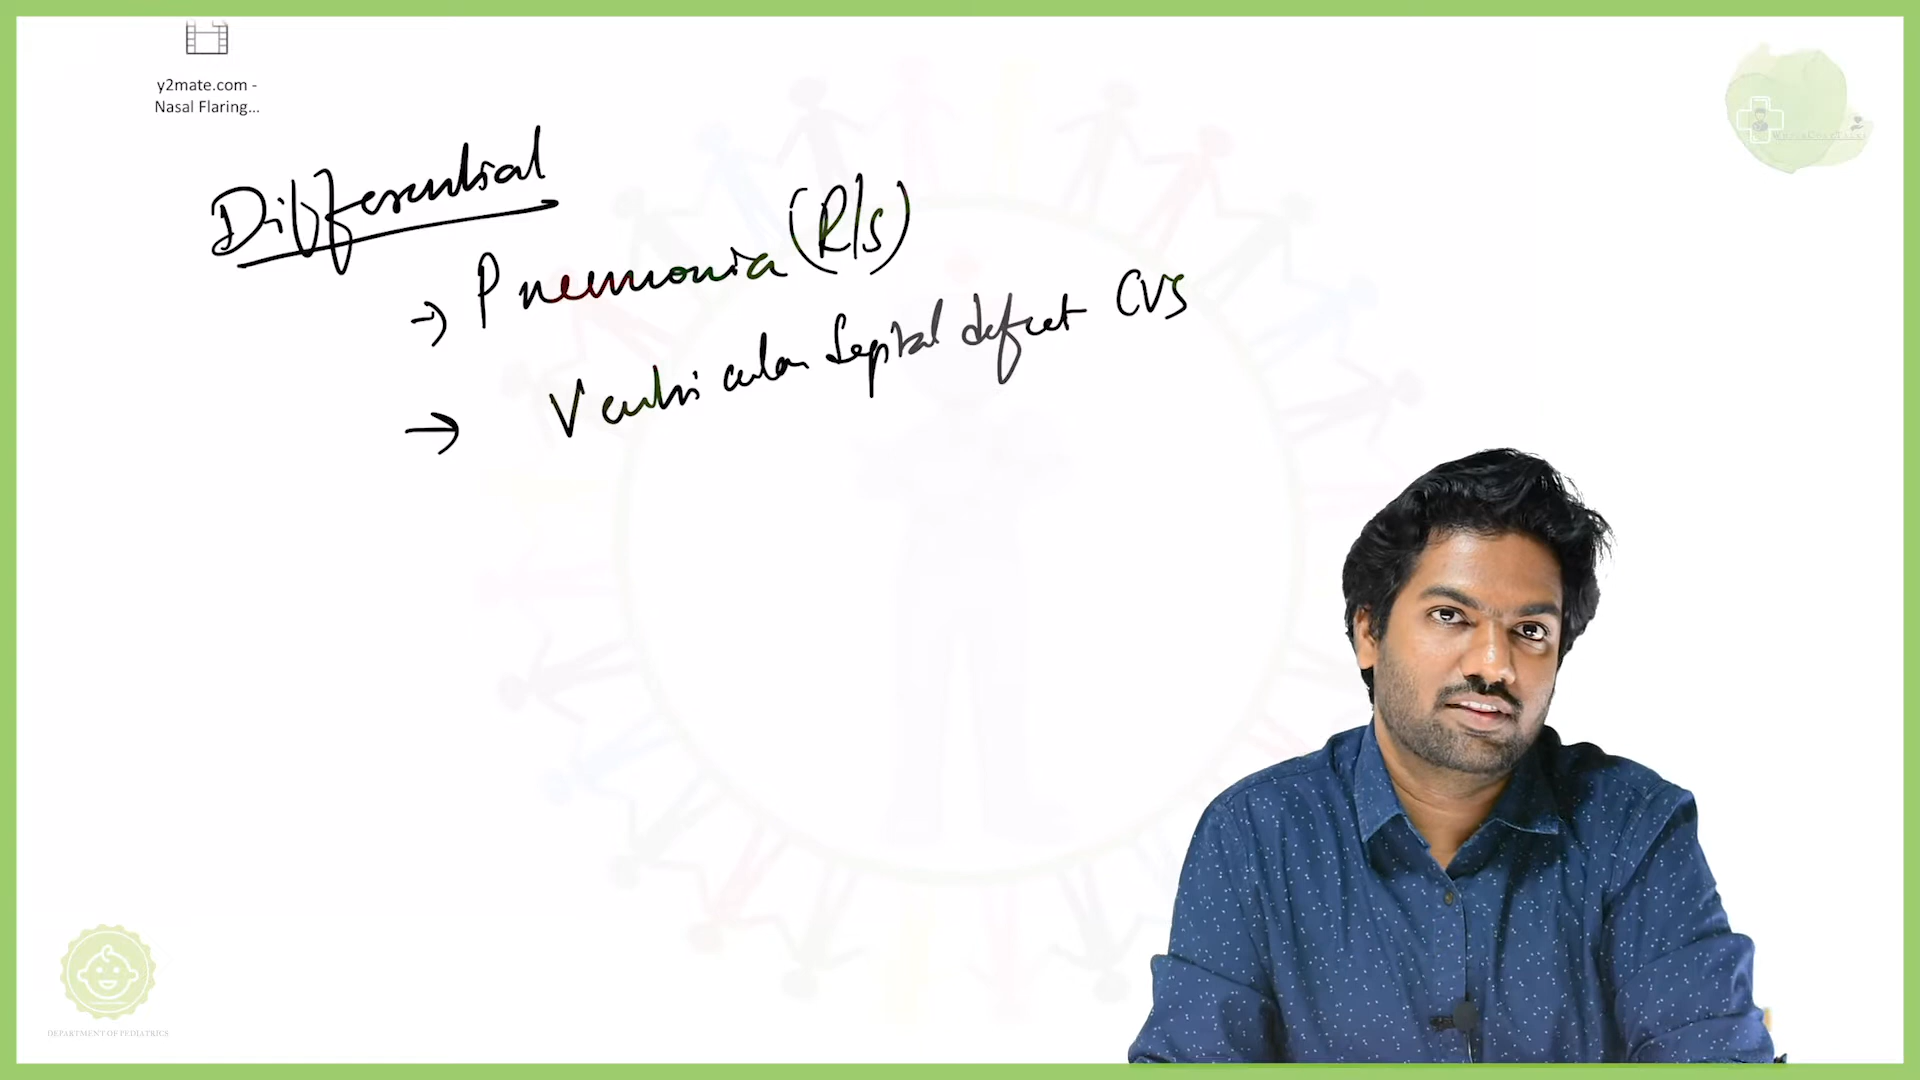 y2mate.com -
Nasal Flaring...
Differential
→ Pneumonia (R/S)
→ Ventricular Septal defect CVS
DEPARTMENT OF PEDIATRICS